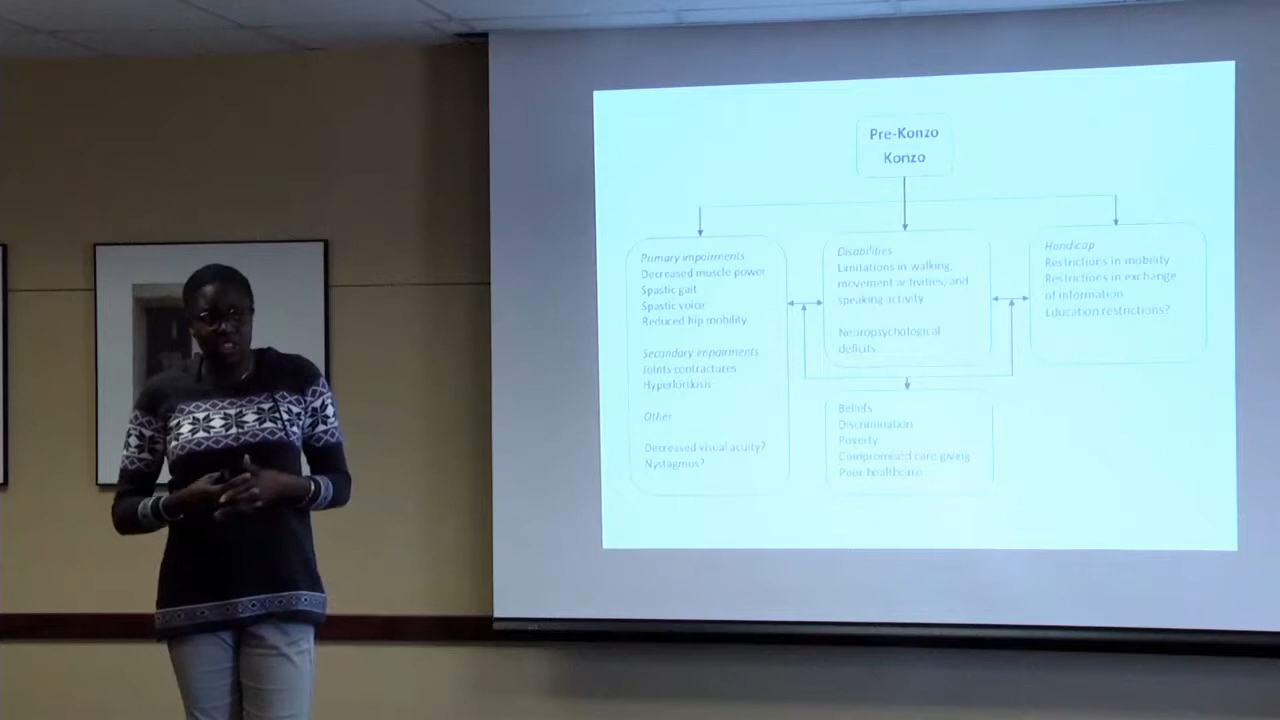 Pre-Konzo
Konzo
Primary impairments
Decreased muscle power
Spastic gait
Spastic voice
Reduced hip mobility
Secondary impairments
Joints contractures
Hyperlordosis
Other
Decreased visual acuity?
Nystagmus?
Disabilities
Limitations in walking,
movement activities, and
speaking activity
Neuropsychological
deficits
Handicap
Restrictions in mobility
Restrictions in exchange
of information
Education restrictions?
Beliefs
Discrimination
Poverty
Compromised care giving
Poor healthcare